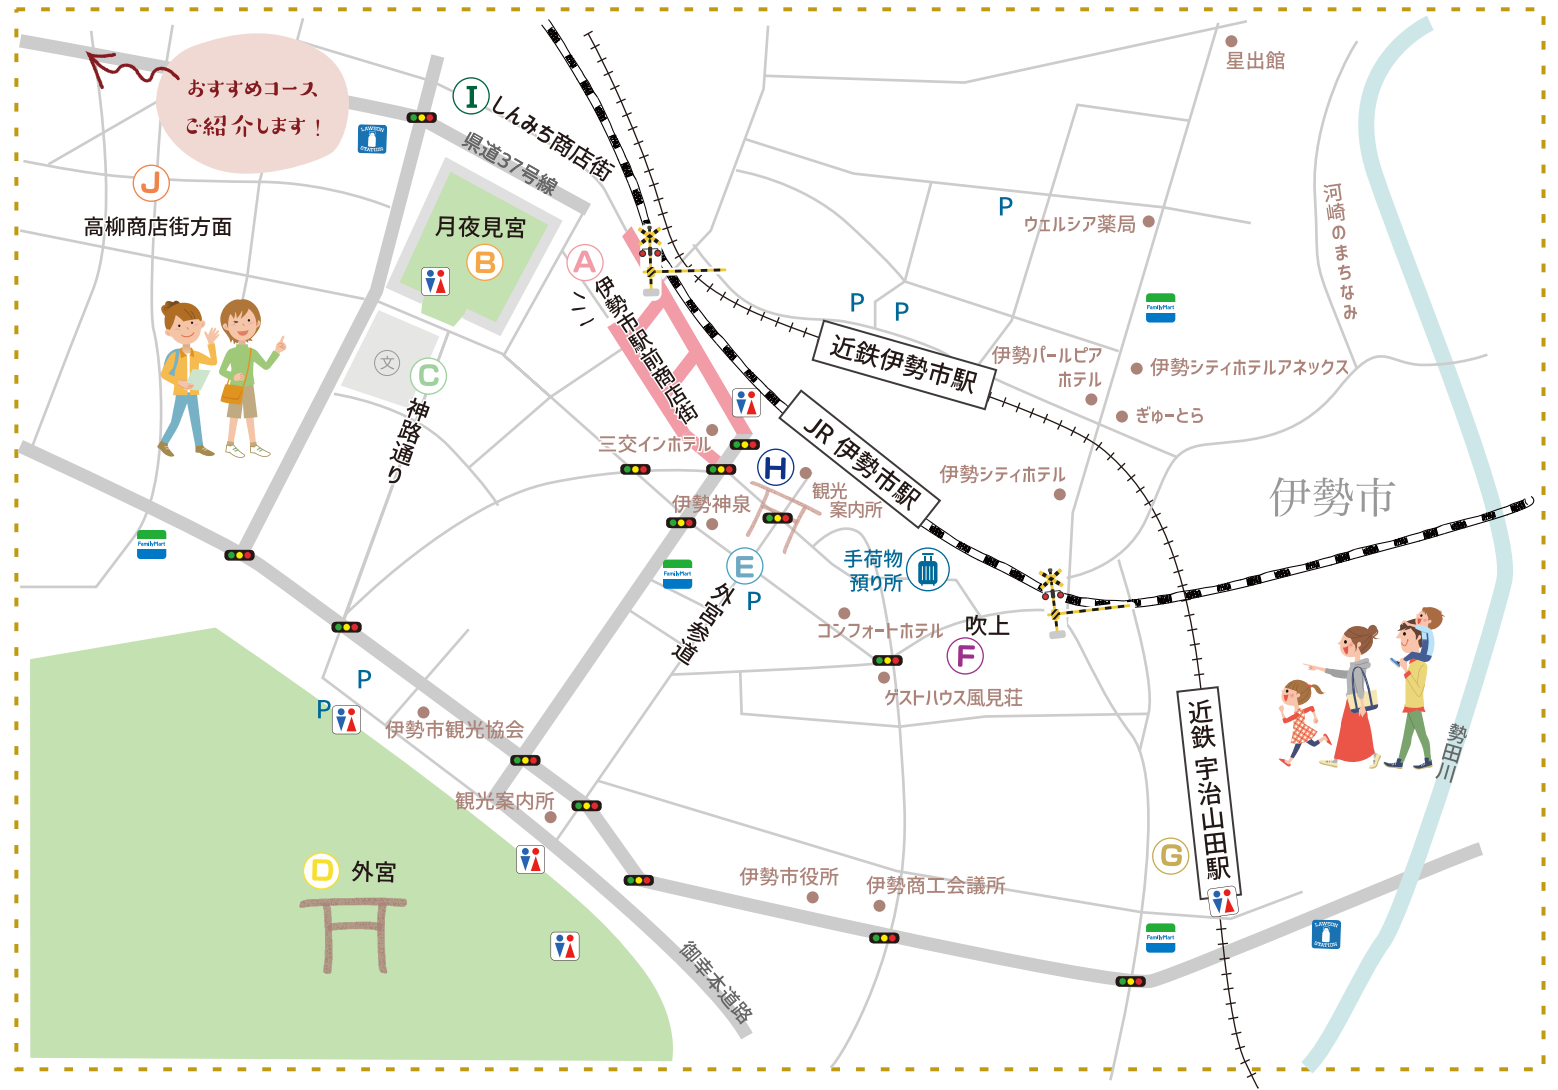 おすすめコース
ご紹介します！
I
しんみち商店街
県道37号線
LAWSON
STATION
J
高柳商店街方面
月夜見宮
B
A
伊勢市駅前商店街
文
C
神路通り
星出館
P
ウェルシア薬局
河崎のまちなみ
P
P
FamilyMart
近鉄伊勢市駅
伊勢パールピア
ホテル
伊勢シティホテルアネックス
ぎゅーとら
JR 伊勢市駅
三交インホテル
H
観光
案内所
伊勢シティホテル
伊勢市
伊勢神泉
FamilyMart
FamilyMart
E
P
外宮参道
手荷物
預り所
コンフォートホテル
吹上
F
ゲストハウス風見荘
P
P
伊勢市観光協会
近鉄 宇治山田駅
勢田川
観光案内所
D
外宮
G
伊勢市役所
伊勢商工会議所
FamilyMart
LAWSON
STATION
御幸本道路